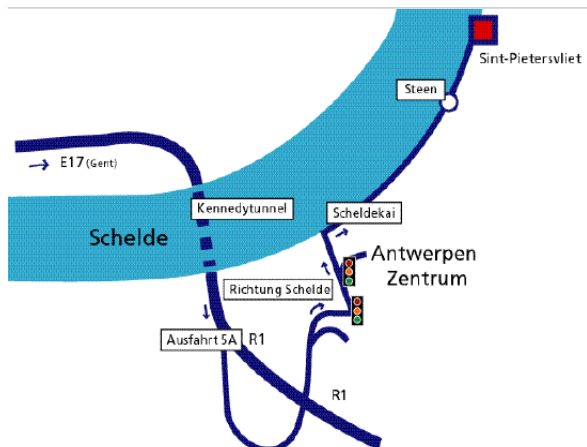 Sint-Pietersvliet
Steen
E17 (Gent)
Kennedytunnel
Scheldekai
Schelde
Antwerpen
Zentrum
Richtung Schelde
Ausfahrt 5A
R1
R1